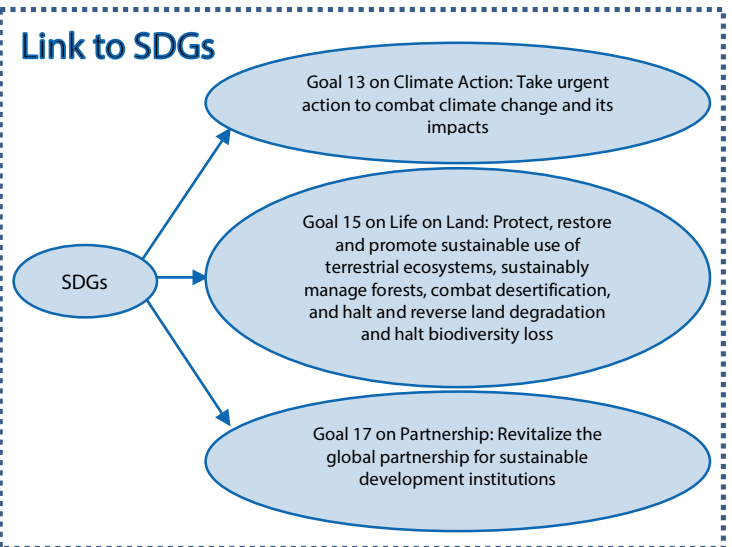 Link to SDGs
Goal 13 on Climate Action: Take urgent
action to combat climate change and its
impacts
Goal 15 on Life on Land: Protect, restore
and promote sustainable use of
terrestrial ecosystems, sustainably
manage forests, combat desertification,
and halt and reverse land degradation
and halt biodiversity loss
SDGs
Goal 17 on Partnership: Revitalize the
global partnership for sustainable
development institutions